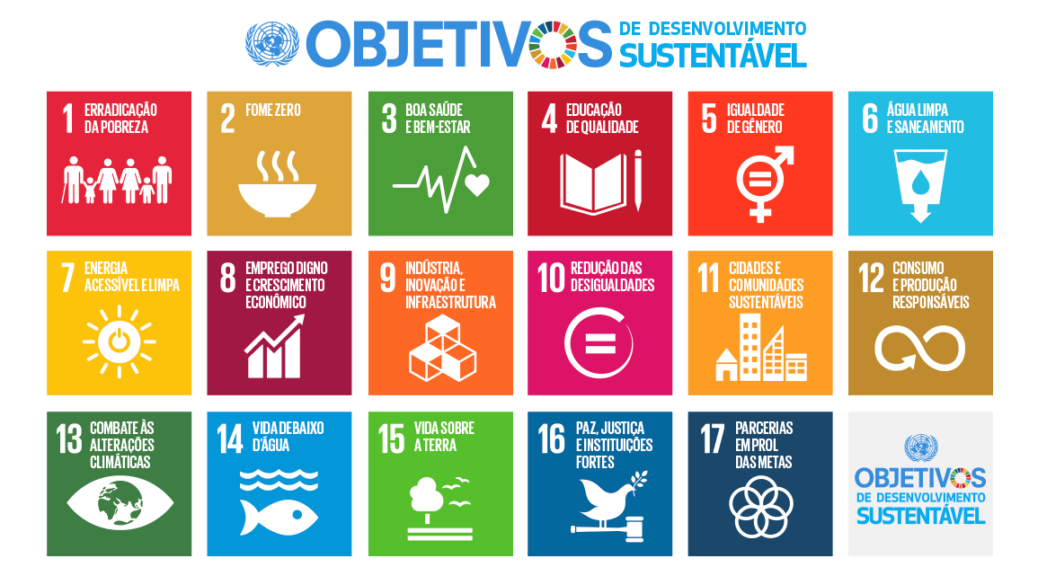 OBJETIVOS DE DESENVOLVIMENTO
SUSTENTÁVEL
1 ERRADICAÇÃO
DA POBREZA
2 FOME ZERO
3 BOA SAÚDE
E BEM-ESTAR
4 EDUCAÇÃO
DE QUALIDADE
5 IGUALDADE
DE GÊNERO
6 ÁGUA LIMPA
E SANEAMENTO
7 ENERGIA
ACESSÍVEL E LIMPA
8 EMPREGO DIGNO
E CRESCIMENTO
ECONÔMICO
9 INDÚSTRIA,
INOVAÇÃO E
INFRAESTRUTURA
10 REDUÇÃO DAS
DESIGUALDADES
11 CIDADES E
COMUNIDADES
SUSTENTÁVEIS
12 CONSUMO
E PRODUÇÃO
RESPONSÁVEIS
13 COMBATE ÀS
ALTERAÇÕES
CLIMÁTICAS
14 VIDA DEBAIXO
D'ÁGUA
15 VIDA SOBRE
A TERRA
16 PAZ, JUSTIÇA
E INSTITUIÇÕES
FORTES
17 PARCERIAS
EM PROL
DAS METAS
OBJETIVOS
DE DESENVOLVIMENTO
SUSTENTÁVEL